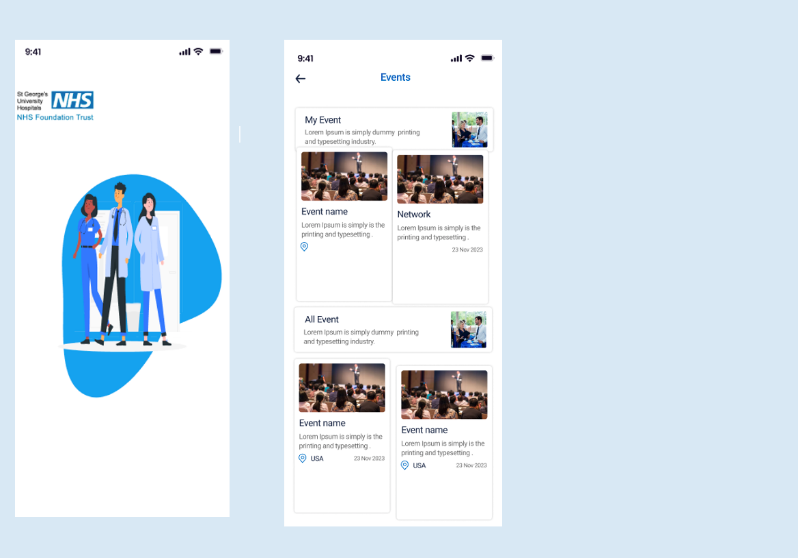 9:41
St George's
University
Hospitals
NHS
NHS Foundation Trust
9:41
Events
My Event
Lorem Ipsum is simply dummy printing
and typesetting industry.
Event name
Lorem Ipsum is simply is the
printing and typesetting .
Network
Lorem Ipsum is simply is the
printing and typesetting .
23 Nov 2023
All Event
Lorem Ipsum is simply dummy printing
and typesetting industry
Event name
Lorem Ipsum is simply is the
printing and typesetting .
USA 23 Nov 2023
Event name
Lorem Ipsum is simply is the
printing and typesetting .
USA 23 Nov 2023